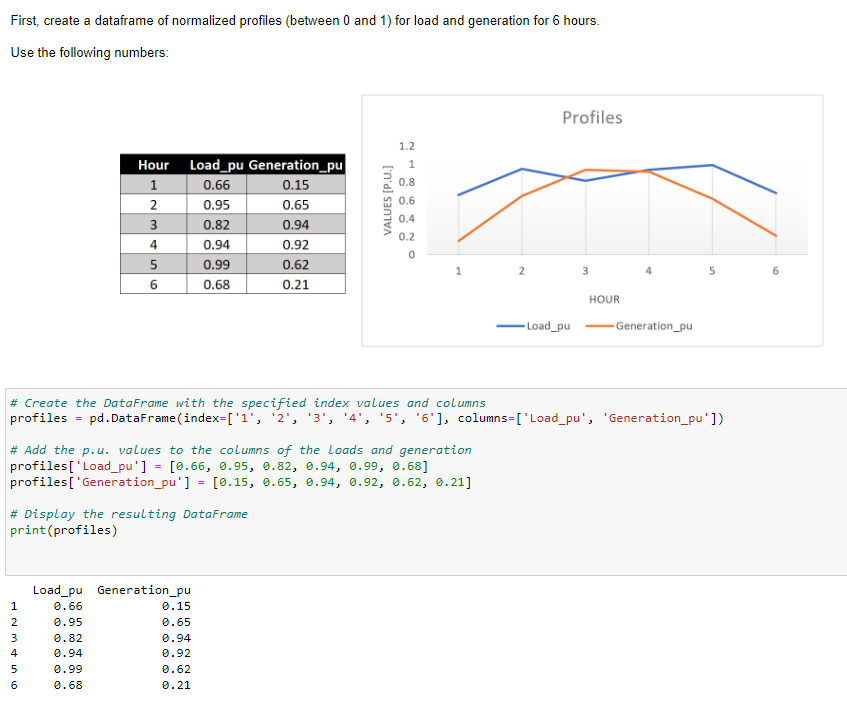 First, create a dataframe of normalized profiles (between 0 and 1) for load and generation for 6 hours.
Use the following numbers:
Hour Load_pu Generation_pu
1 0.66 0.15
2 0.95 0.65
3 0.82 0.94
4 0.94 0.92
5 0.99 0.62
6 0.68 0.21
Profiles
VALUES [P.U.]
1.2
1
0.8
0.6
0.4
0.2
0
1 2 3 4 5 6
HOUR
Load_pu Generation_pu
# Create the DataFrame with the specified index values and columns
profiles = pd.DataFrame(index=['1', '2', '3', '4', '5', '6'], columns=['Load_pu', 'Generation_pu'])
# Add the p.u. values to the columns of the loads and generation
profiles['Load_pu'] = [0.66, 0.95, 0.82, 0.94, 0.99, 0.68]
profiles['Generation_pu'] = [0.15, 0.65, 0.94, 0.92, 0.62, 0.21]
# Display the resulting DataFrame
print(profiles)
Load_pu Generation_pu
1 0.66 0.15
2 0.95 0.65
3 0.82 0.94
4 0.94 0.92
5 0.99 0.62
6 0.68 0.21